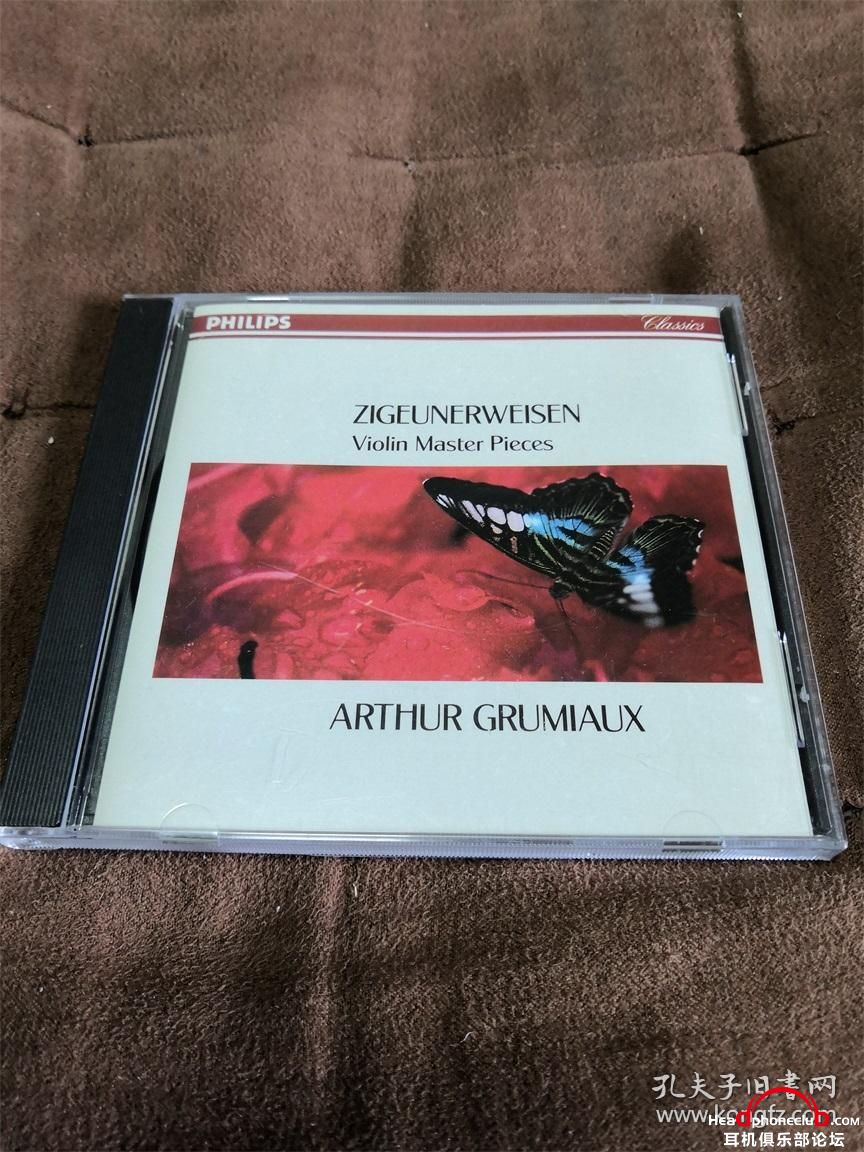 PHILIPS
Classics
ZIGEUNERWEISEN
Violin Master Pieces
ARTHUR GRUMIAUX
孔夫子旧书网
耳机俱乐部论坛